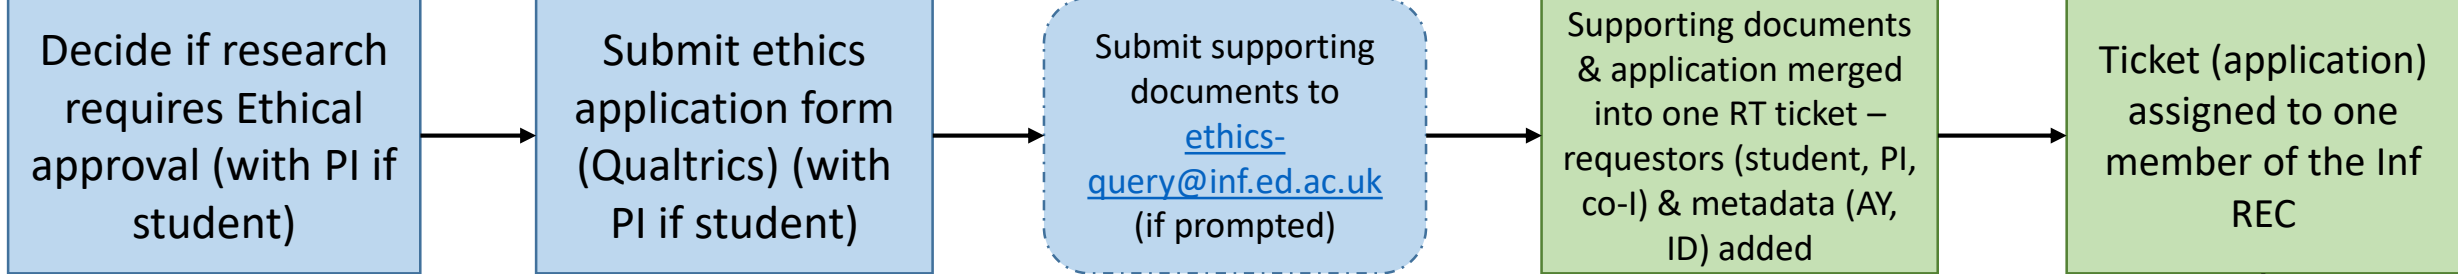 Decide if research
requires Ethical
approval (with PI if
student)
Submit ethics
application form
(Qualtrics) (with
PI if student)
Submit supporting
documents to
ethics-
query@inf.ed.ac.uk
(if prompted)
Supporting documents
& application merged
into one RT ticket –
requestors (student, PI,
co-I) & metadata (AY,
ID) added
Ticket (application)
assigned to one
member of the Inf
REC